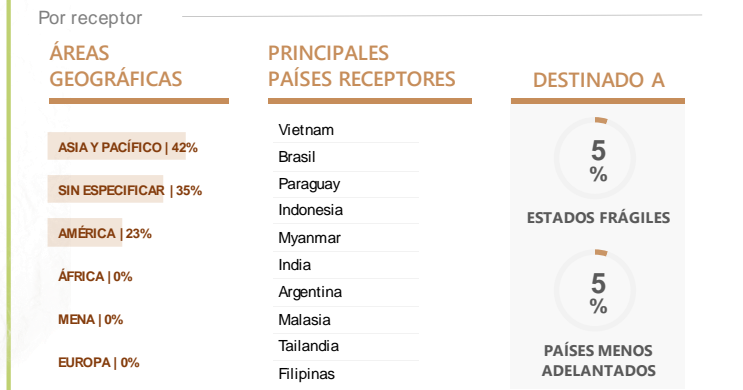 Por receptor
ÁREAS
GEOGRÁFICAS
ASIA Y PACÍFICO | 42%
SIN ESPECIFICAR | 35%
AMÉRICA | 23%
ÁFRICA | 0%
MENA | 0%
EUROPA | 0%
PRINCIPALES
PAÍSES RECEPTORES
Vietnam
Brasil
Paraguay
Indonesia
Myanmar
India
Argentina
Malasia
Tailandia
Filipinas
DESTINADO A
5
%
ESTADOS FRÁGILES
5
%
PAÍSES MENOS
ADELANTADOS